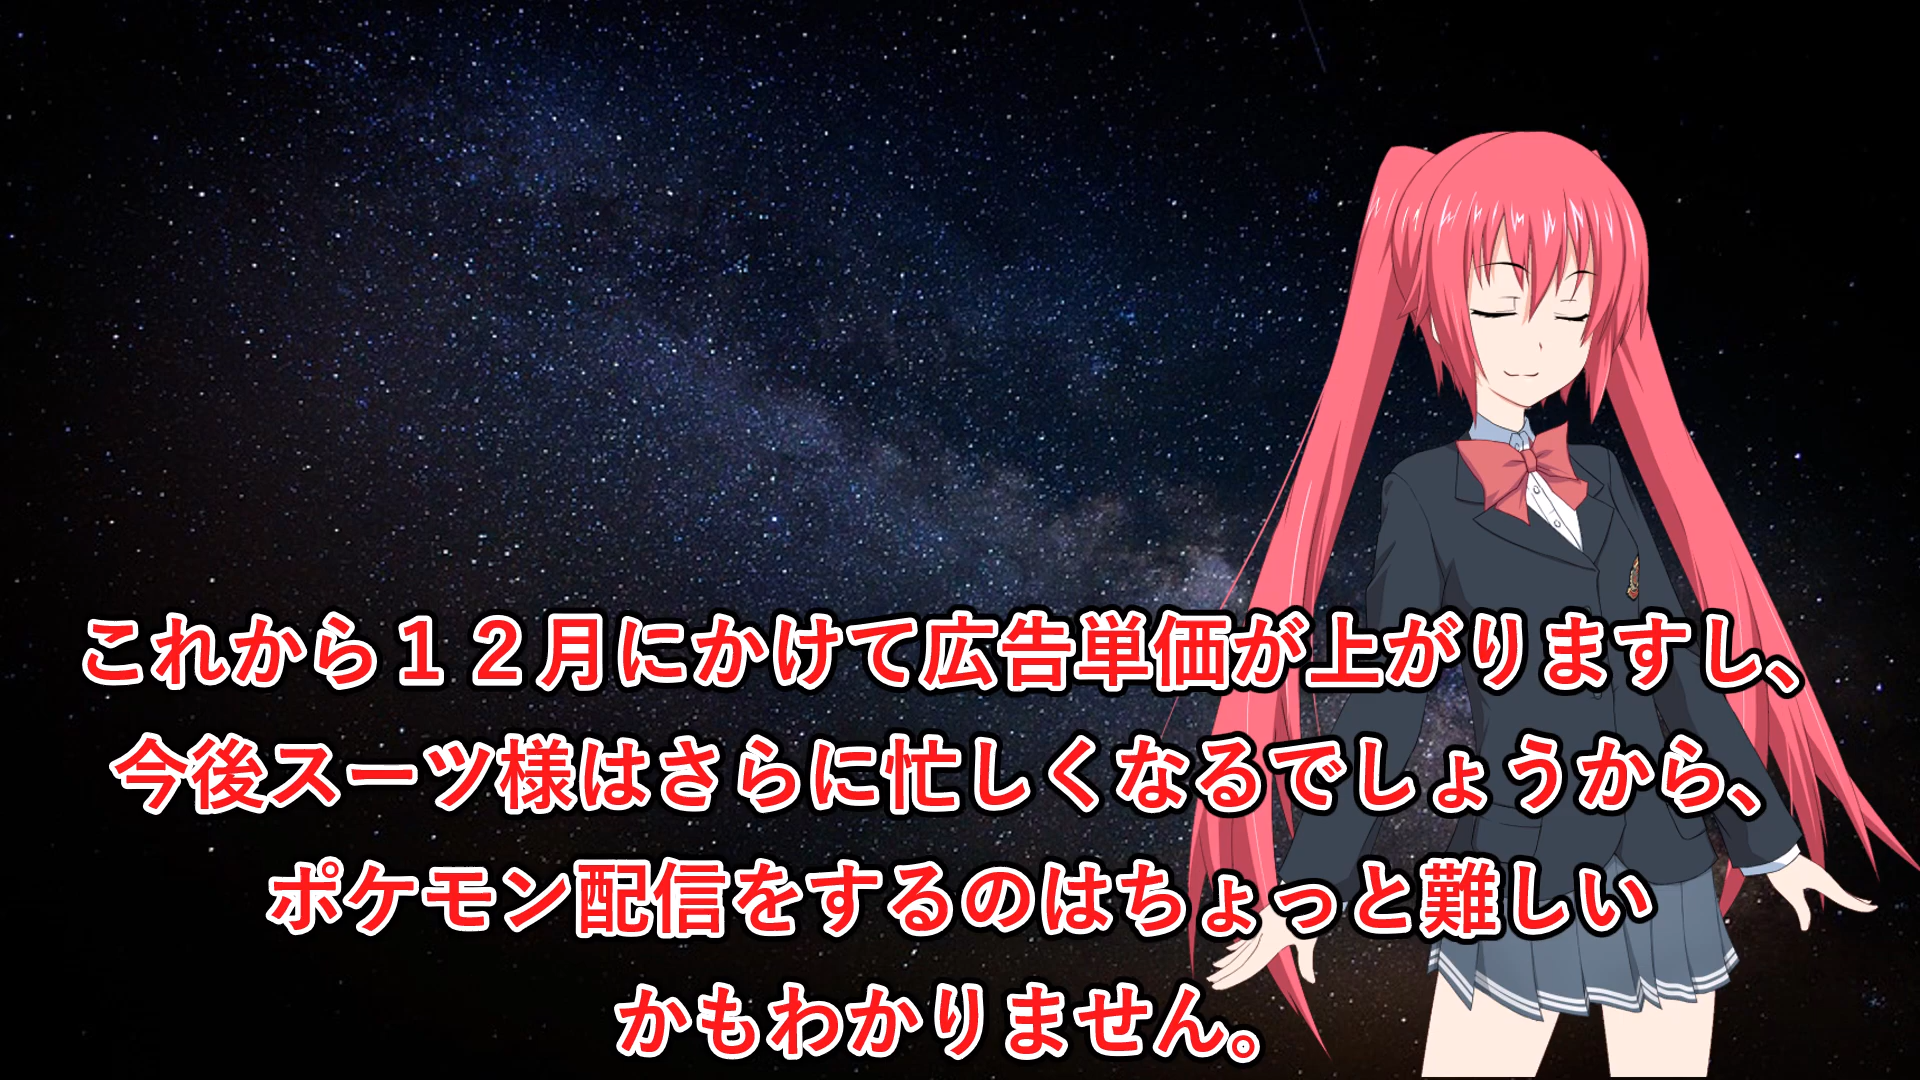 これから１２月にかけて広告単価が上がりますし、
今後スーツ様はさらに忙しくなるでしょうから、
ポケモン配信をするのはちょっと難しい
かもわかりません。